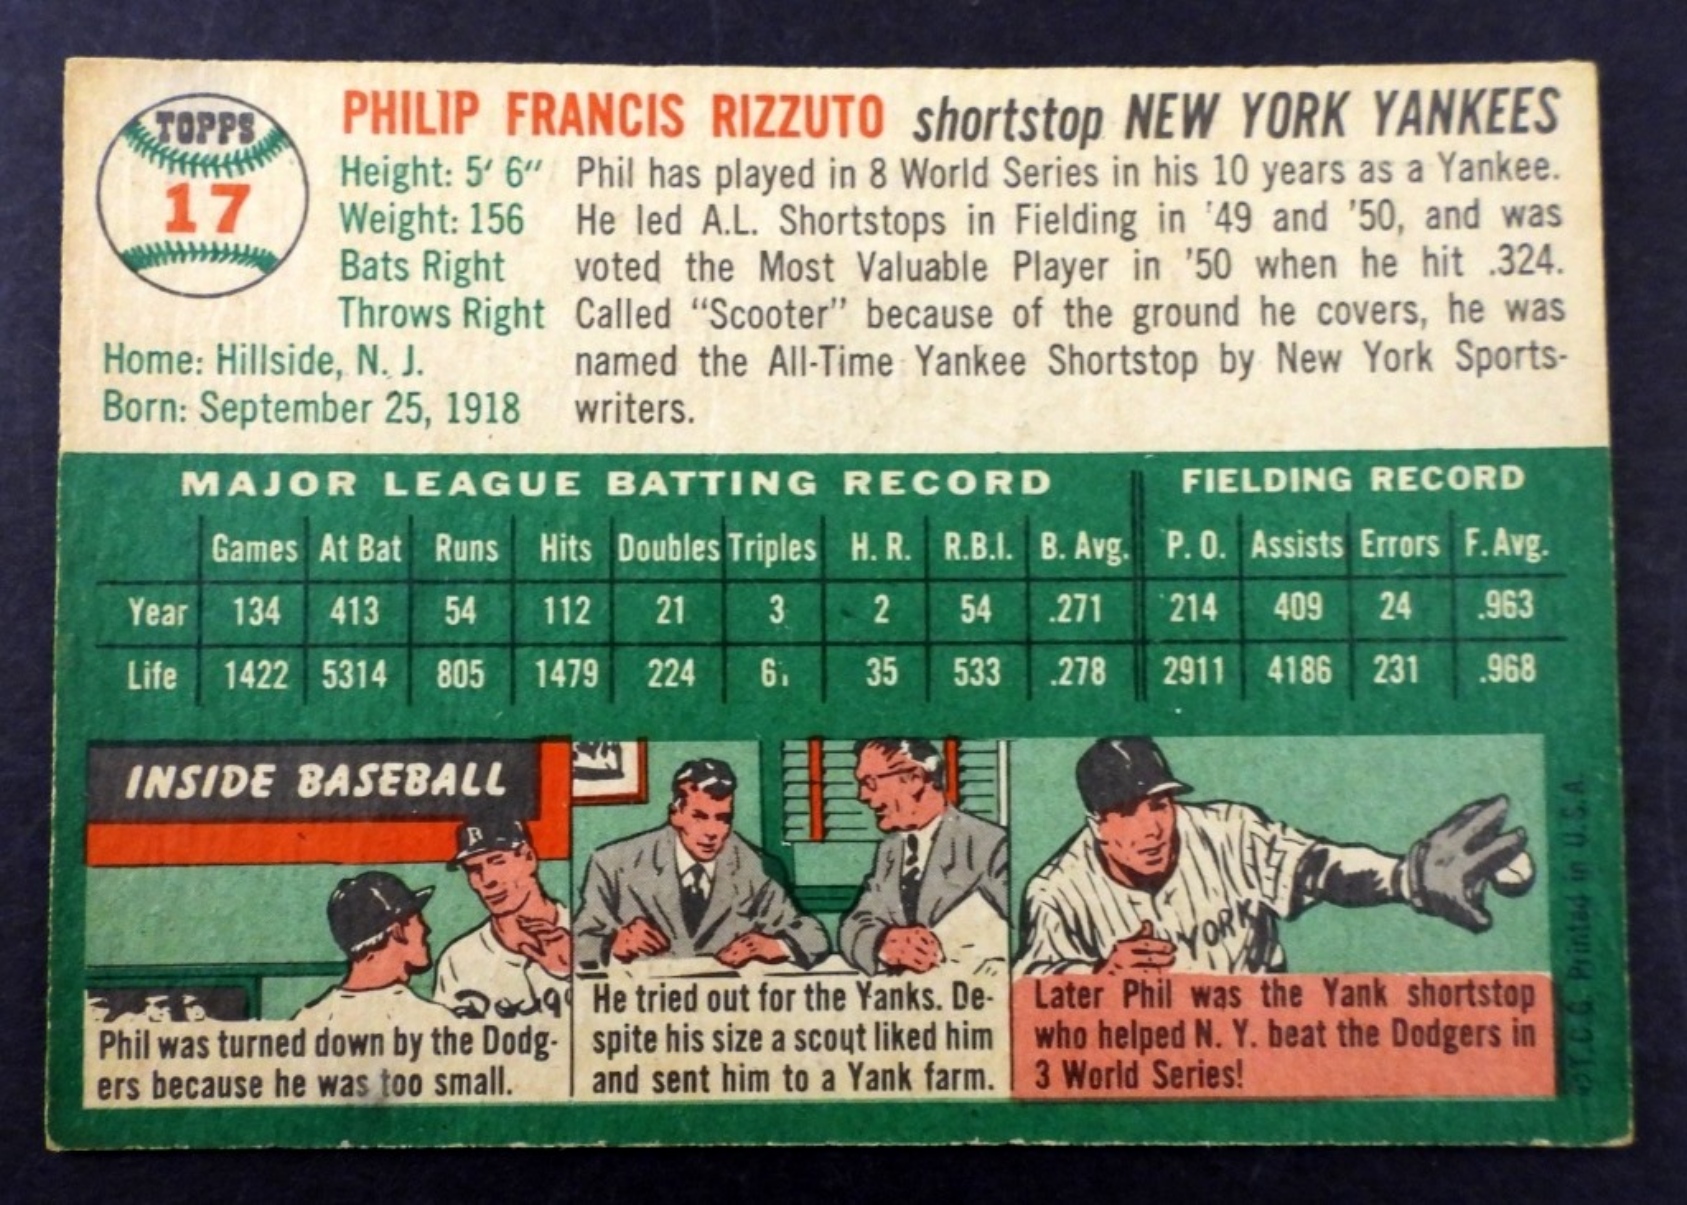 TOPPS
17
PHILIP FRANCIS RIZZUTO shortstop NEW YORK YANKEES
Height: 5' 6"
Weight: 156
Bats Right
Throws Right
Home: Hillside, N. J.
Born: September 25, 1918
Phil has played in 8 World Series in his 10 years as a Yankee.
He led A.L. Shortstops in Fielding in '49 and '50, and was
voted the Most Valuable Player in '50 when he hit .324.
Called "Scooter" because of the ground he covers, he was
named the All-Time Yankee Shortstop by New York Sports-
writers.
MAJOR LEAGUE BATTING RECORD FIELDING RECORD
Games At Bat Runs Hits Doubles Triples H. R. R.B.I. B. Avg. P. O. Assists Errors F. Avg.
Year 134 413 54 112 21 3 2 54 .271 214 409 24 .963
Life 1422 5314 805 1479 224 35 533 .278 2911 4186 231 .968
INSIDE BASEBALL
B
Dodg
Phil was turned down by the Dodg-
ers because he was too small.
He tried out for the Yanks. De-
spite his size a scout liked him
and sent him to a Yank farm.
YORK
Later Phil was the Yank shortstop
who helped N. Y. beat the Dodgers in
3 World Series!
©T.C.G. Printed in U.S.A.